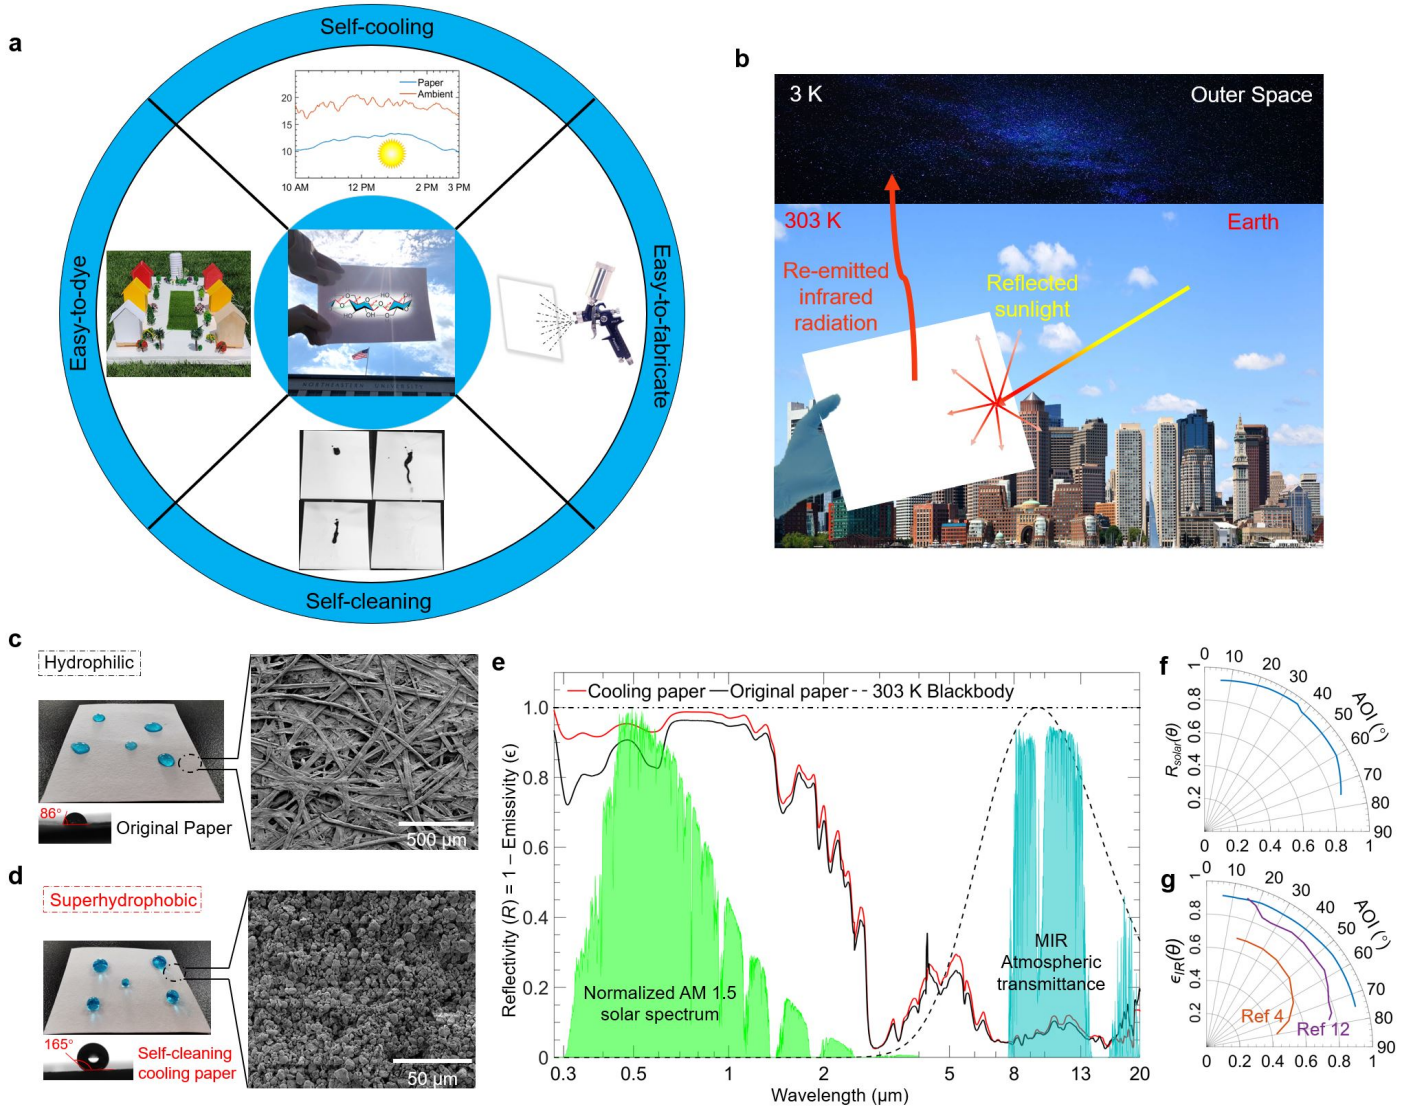 a
Self-cooling
Paper
Ambient
20
15
10
10 AM
12 PM
2 PM
3 PM
Easy-to-dye
Easy-to-fabricate
HO
OH
HO
OH
NORTHEASTERN UNIVERSITY
Self-cleaning
b
3 K
Outer Space
303 K
Earth
Re-emitted
infrared
radiation
Reflected
sunlight
c
Hydrophilic
86°
Original Paper
500 µm
d
Superhydrophobic
165°
Self-cleaning
cooling paper
50 µm
e
Cooling paper
Original paper
303 K Blackbody
Reflectivity (R) = 1 – Emissivity (ϵ)
1.0
0.8
0.6
0.4
0.2
0
Normalized AM 1.5
solar spectrum
MIR
Atmospheric
transmittance
0.3
0.5
1
2
5
8
13
20
Wavelength (µm)
f
0
10
20
30
40
50
60
70
80
90
AOI (°)
R_solar(θ)
1
0.8
0.6
0.4
0.2
0
0.2
0.4
0.6
0.8
1
g
0
10
20
30
40
50
60
70
80
90
AOI (°)
ϵ_IR(θ)
1
0.8
0.6
0.4
0.2
Ref 4
Ref 12
0
0.2
0.4
0.6
0.8
1